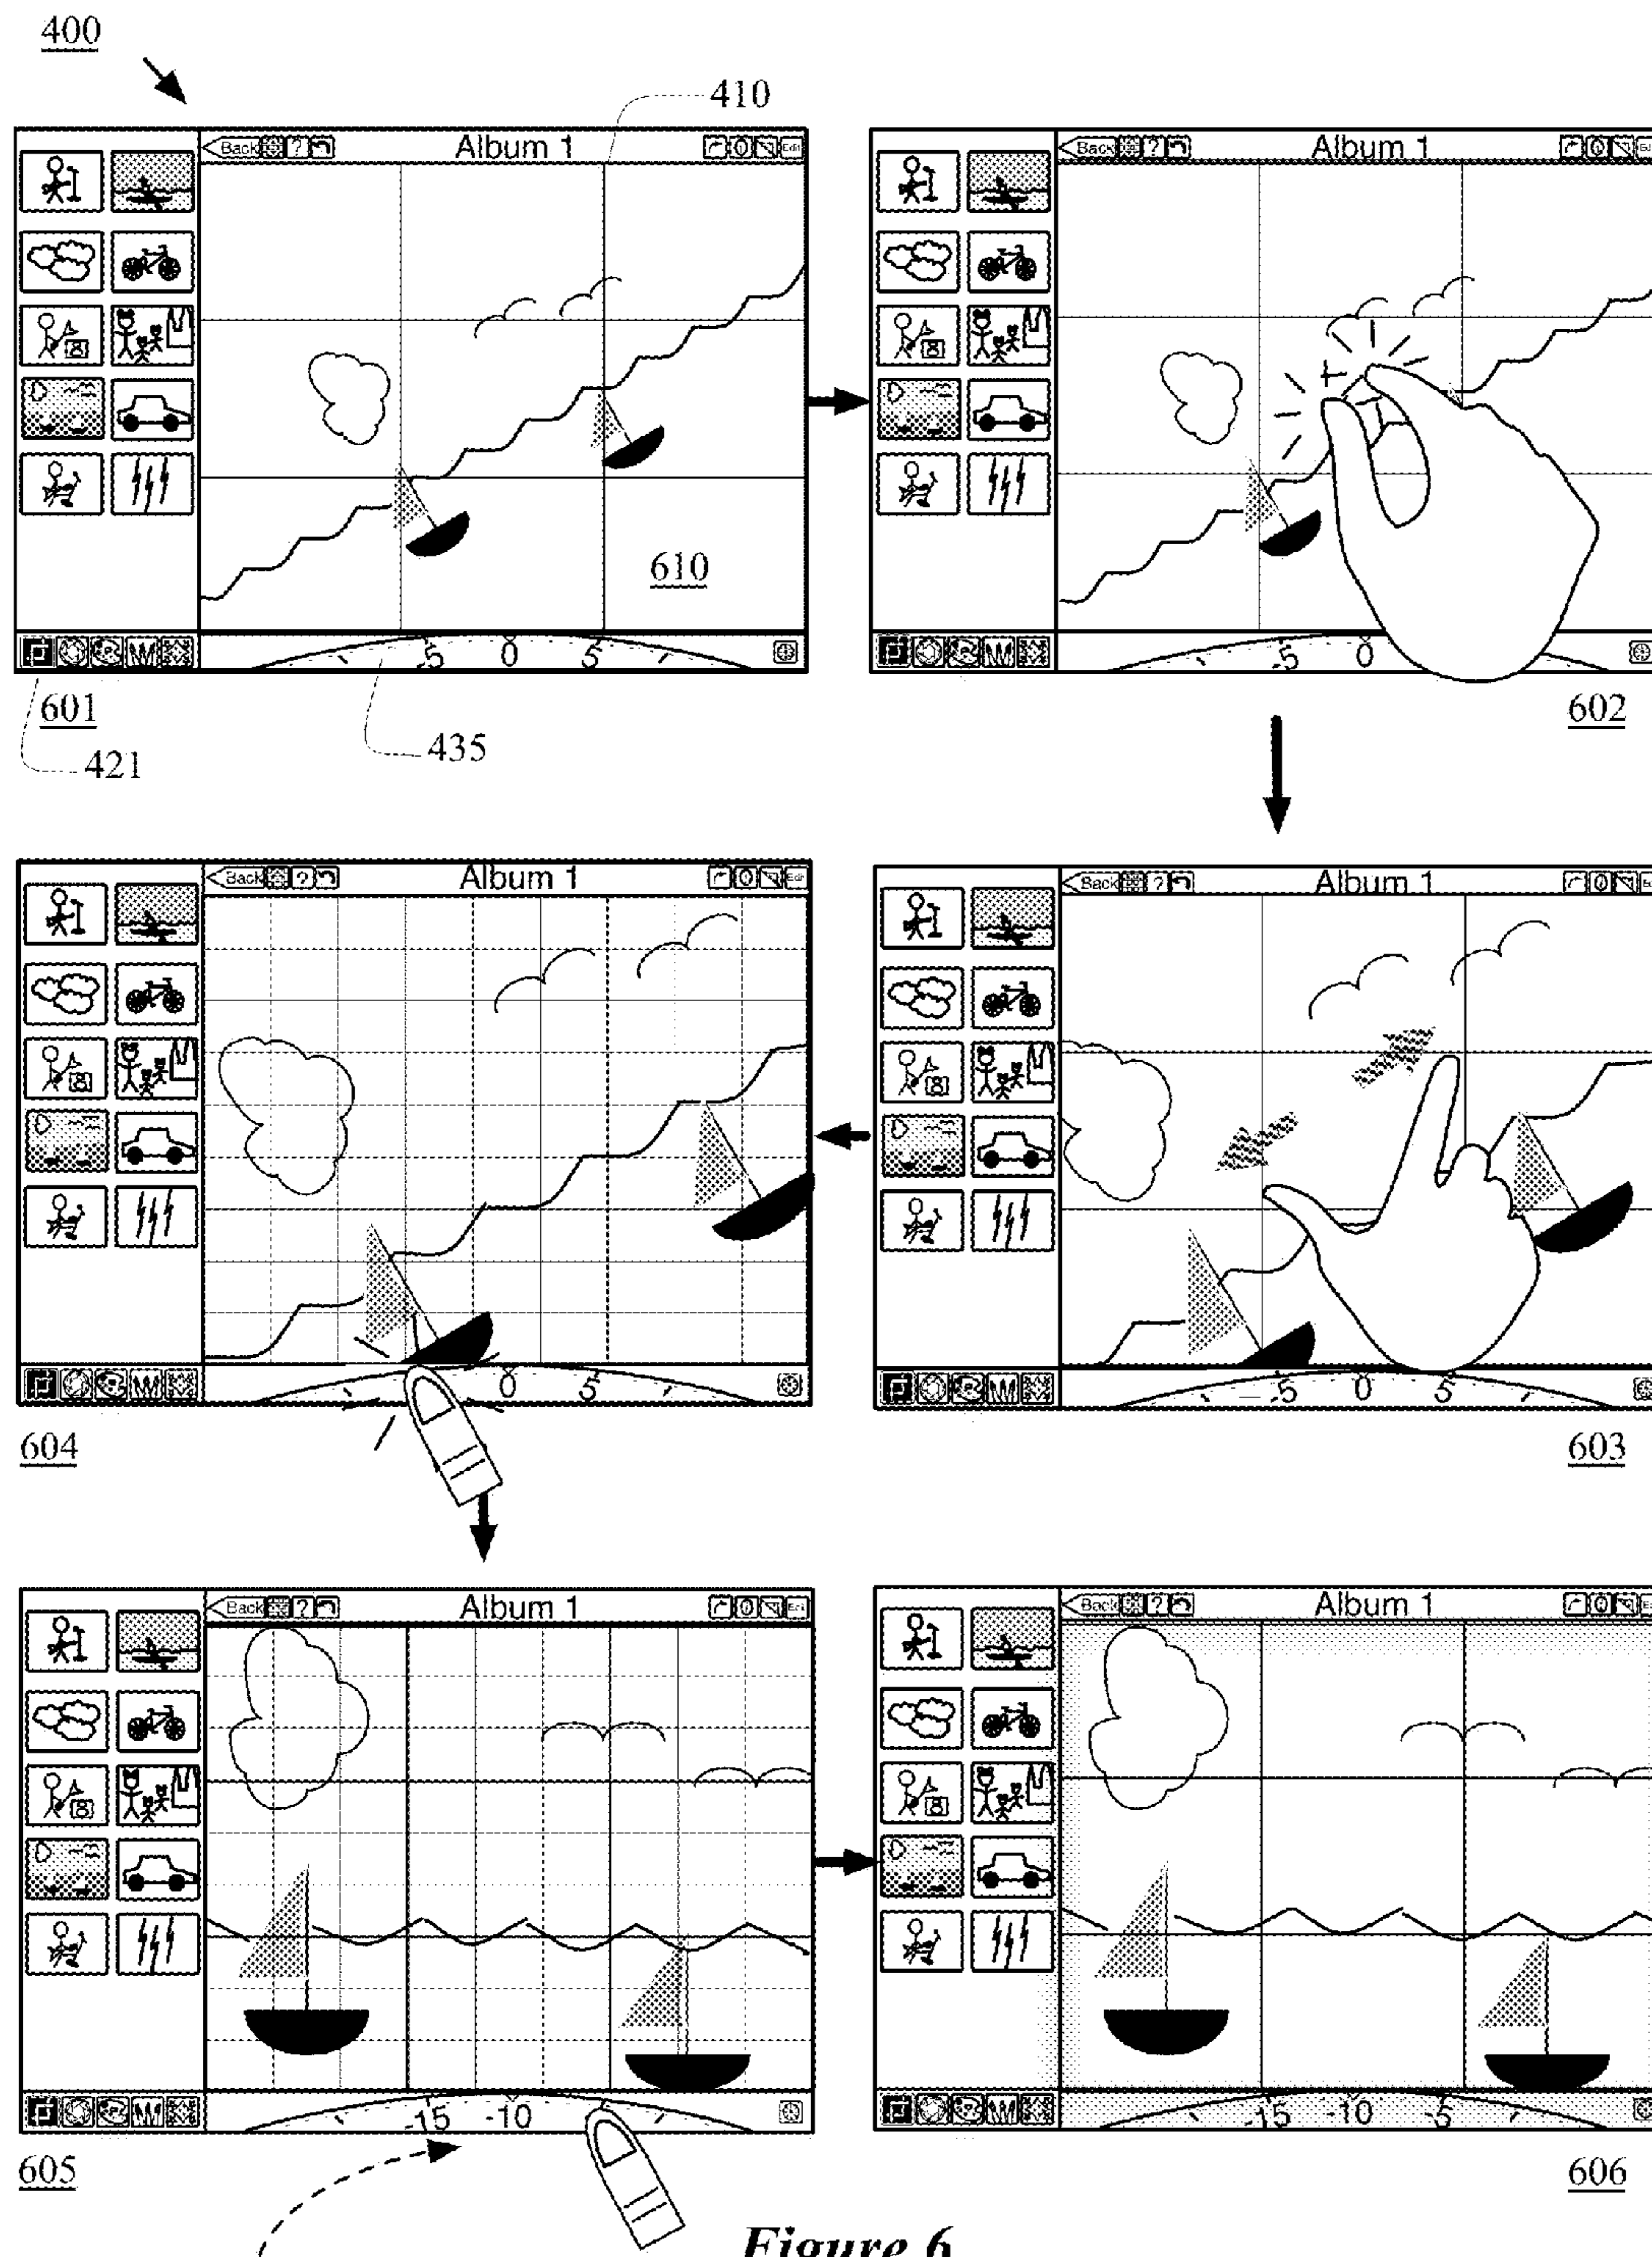 400
410
Back ? Album 1 Edit
Back ? Album 1
610
-5 0 5
-5 0
601
602
435
421
Back ? Album 1 Edit
Back ? Album 1
0 5
-5 0 5
604
603
Back ? Album 1
Back ? Album 1
-15 -10
-15 -10 -5
605
606
Figure 6